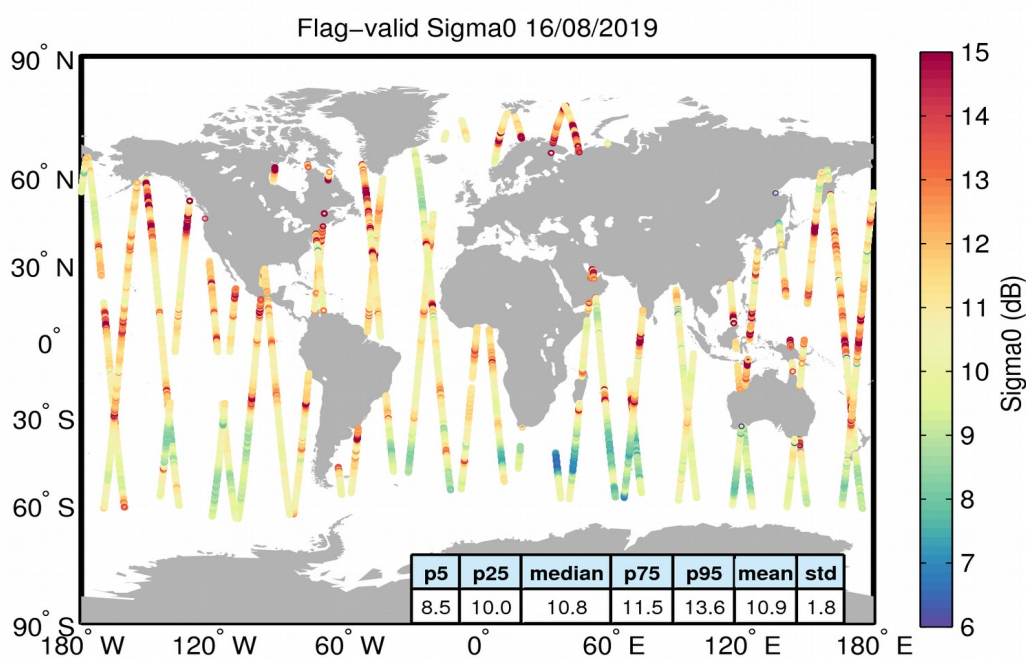 Flag−valid Sigma0 16/08/2019
90° N
60° N
30° N
0°
30° S
60° S
90° S
180° W
120° W
60° W
0°
60° E
120° E
180° E
15
14
13
12
11
10
9
8
7
6
Sigma0 (dB)
p5 p25 median p75 p95 mean std
8.5 10.0 10.8 11.5 13.6 10.9 1.8